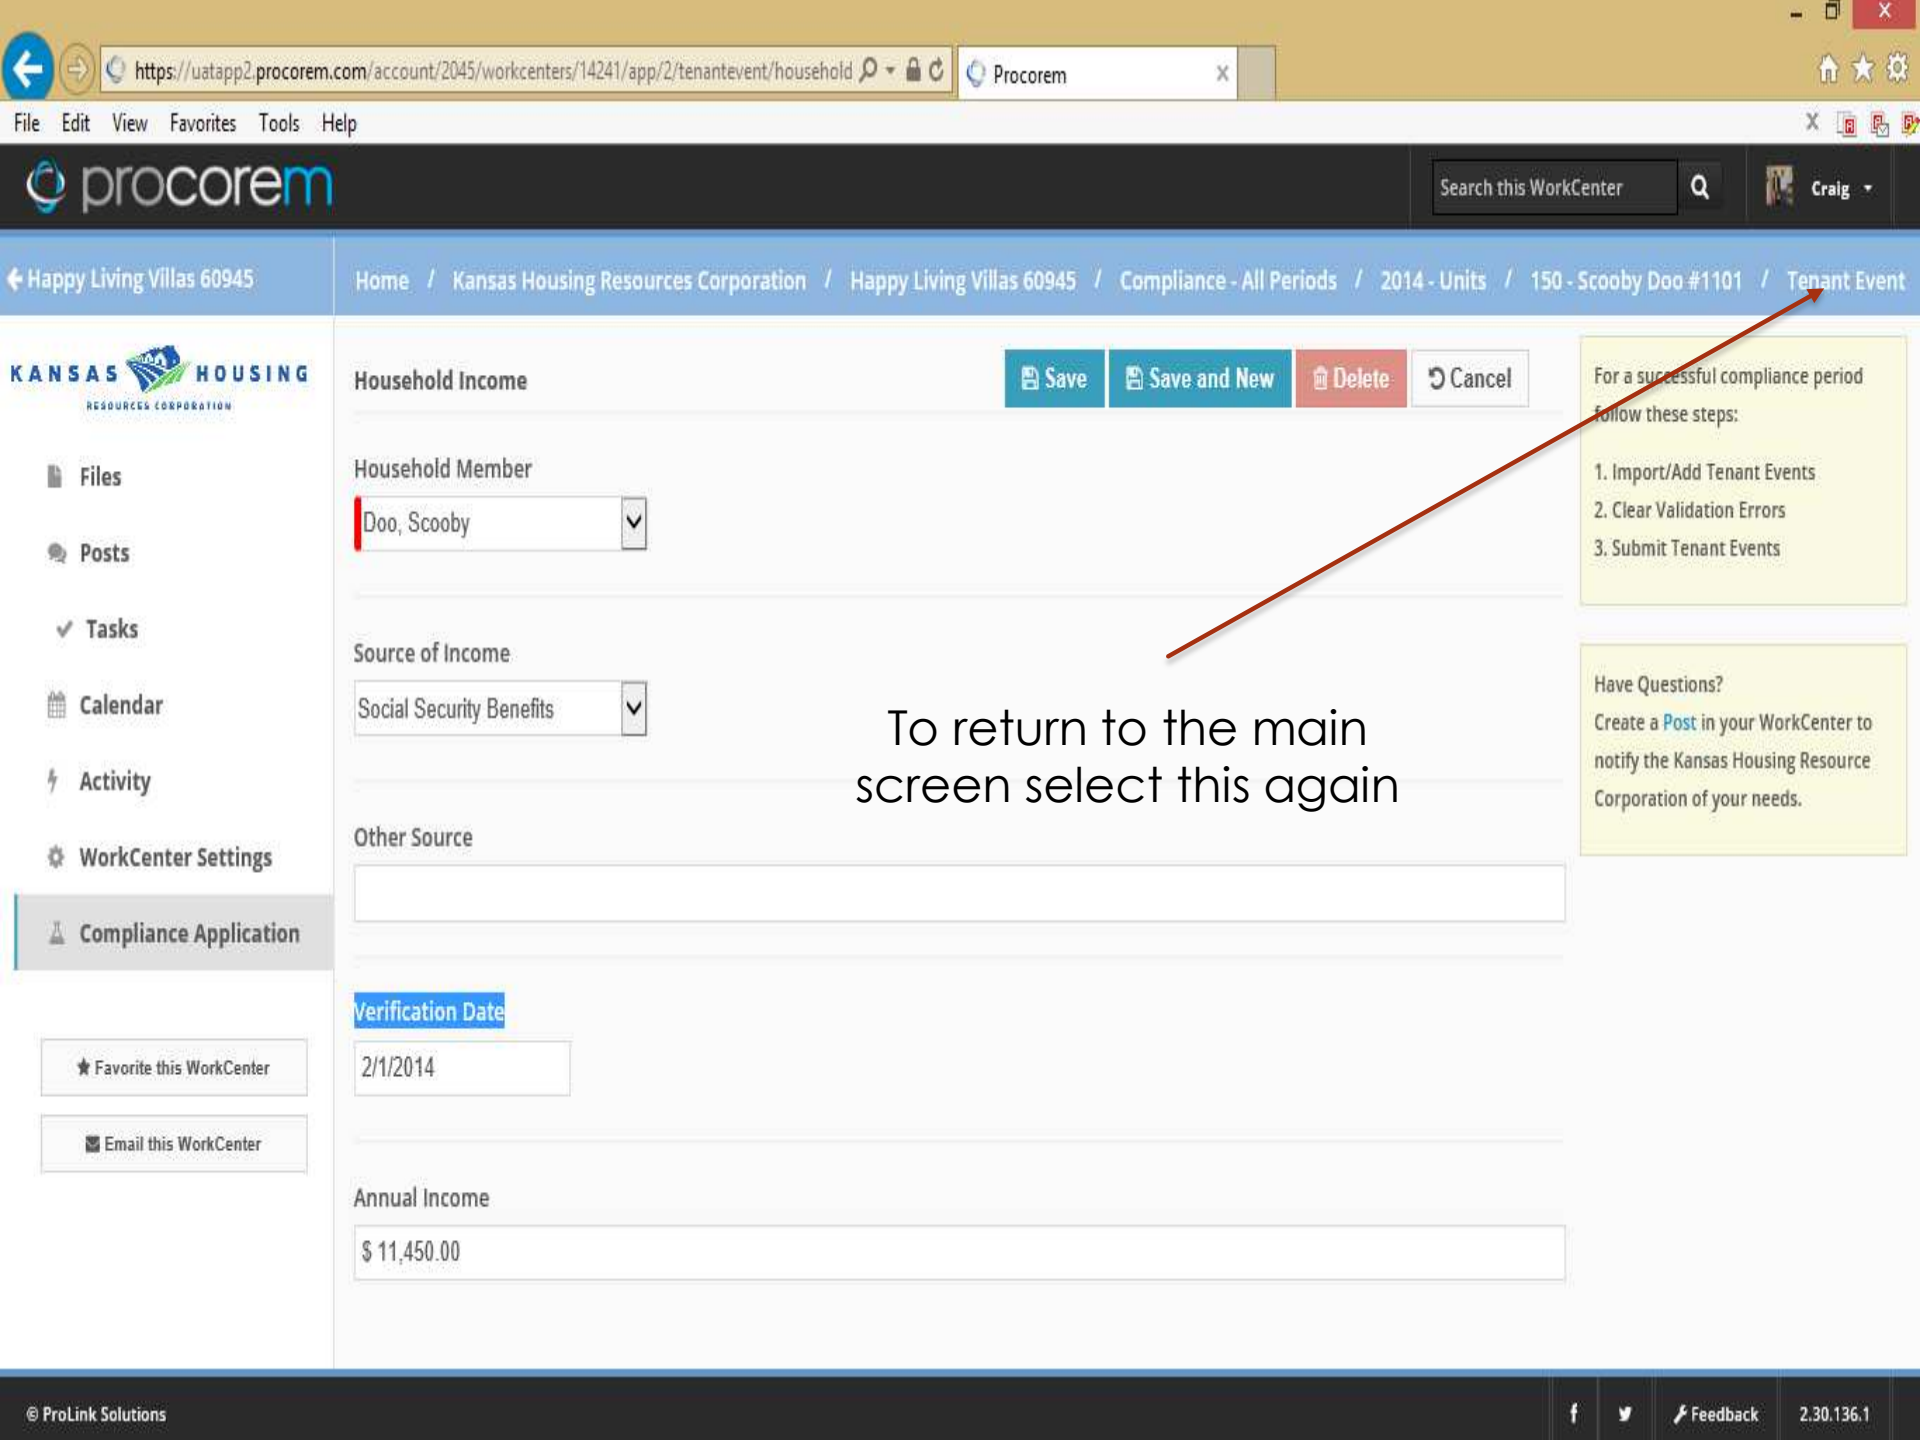 https://uatapp2.procorem.com/account/2045/workcenters/14241/app/2/tenantevent/household
Procorem
File Edit View Favorites Tools Help
procorem
Search this WorkCenter
Craig
Happy Living Villas 60945
Home / Kansas Housing Resources Corporation / Happy Living Villas 60945 / Compliance - All Periods / 2014 - Units / 150 - Scooby Doo #1101 / Tenant Event
KANSAS HOUSING
RESOURCES CORPORATION
Files
Posts
Tasks
Calendar
Activity
WorkCenter Settings
Compliance Application
Favorite this WorkCenter
Email this WorkCenter
Household Income
Save
Save and New
Delete
Cancel
Household Member
Doo, Scooby
Source of Income
Social Security Benefits
To return to the main
screen select this again
Other Source
Verification Date
2/1/2014
Annual Income
$ 11,450.00
For a successful compliance period
follow these steps:
1. Import/Add Tenant Events
2. Clear Validation Errors
3. Submit Tenant Events
Have Questions?
Create a Post in your WorkCenter to
notify the Kansas Housing Resource
Corporation of your needs.
© ProLink Solutions
Feedback
2.30.136.1